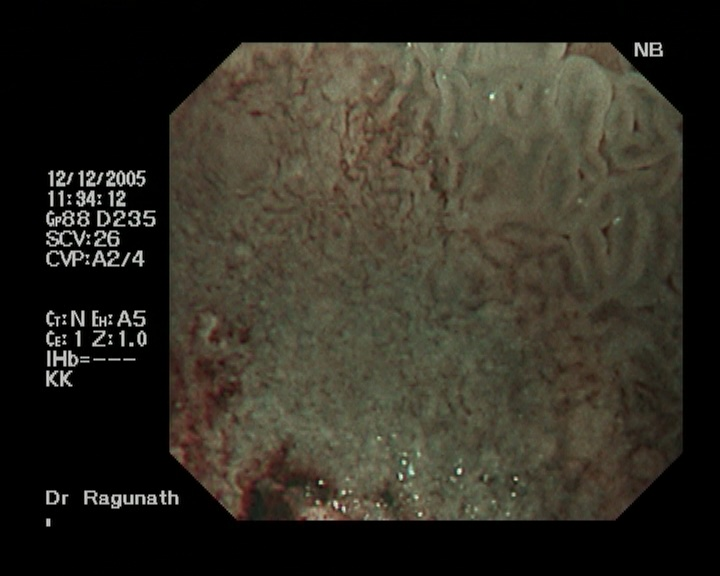 NB
12/12/2005
11:34:12
Gp88 D235
SCV:26
CVP:A2/4
CT:N EH:A5
CE:1 Z:1.0
IHb=---
KK
Dr Ragunath